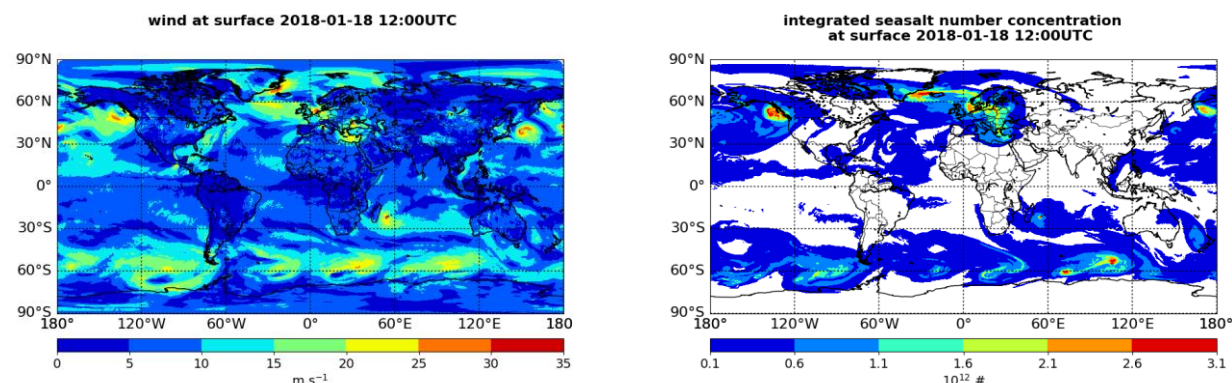 wind at surface 2018-01-18 12:00UTC
90°N
60°N
30°N
0°
30°S
60°S
90°S
180°
120°W
60°W
0°
60°E
120°E
180
0
5
10
15
20
25
30
35
m s⁻¹
integrated seasalt number concentration
at surface 2018-01-18 12:00UTC
90°N
60°N
30°N
0°
30°S
60°S
90°S
180°
120°W
60°W
0°
60°E
120°E
180°
0.1
0.6
1.1
1.6
2.1
2.6
3.1
10¹² #